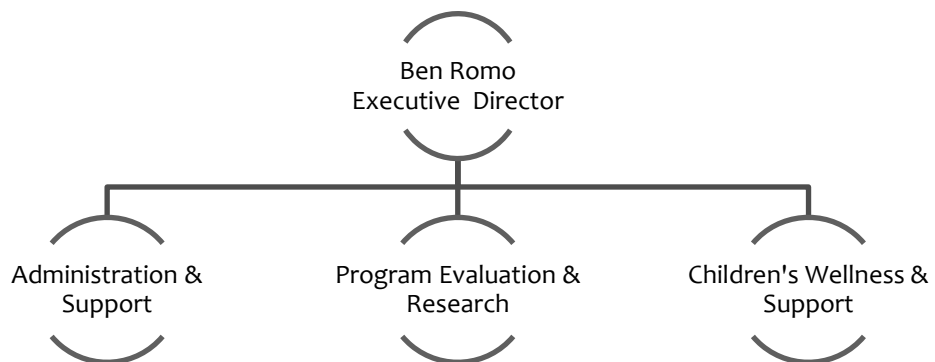 Ben Romo
Executive  Director
Administration &
Support
Program Evaluation &
Research
Children's Wellness &
Support